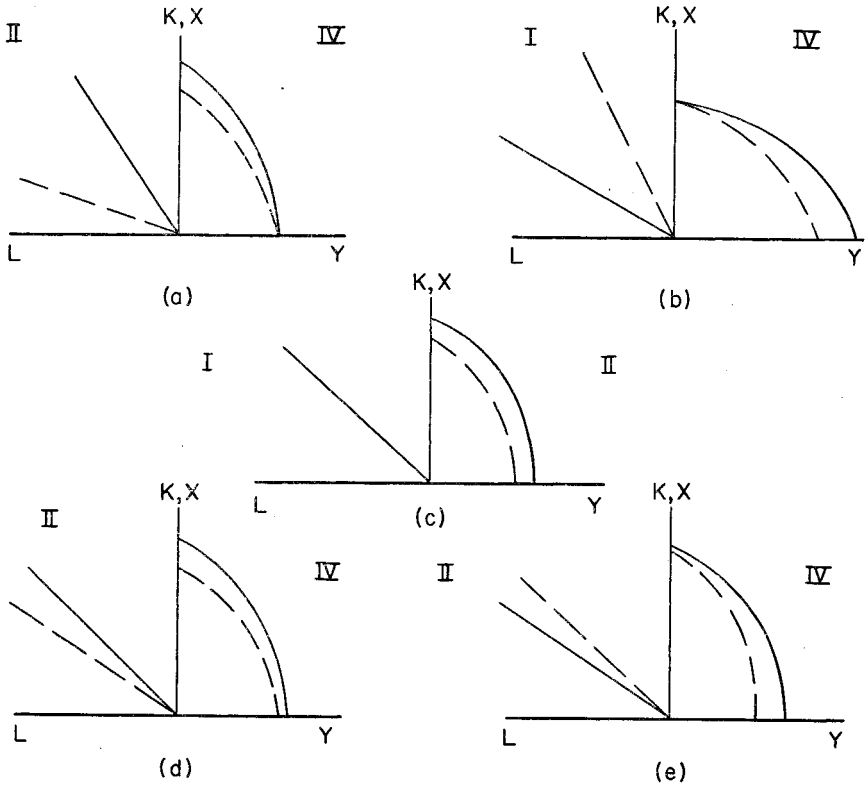 K, X
II
IV
L
Y
(a)
K, X
I
IV
L
Y
(b)
K, X
I
II
L
Y
(c)
K, X
II
IV
L
Y
(d)
K, X
II
IV
L
Y
(e)